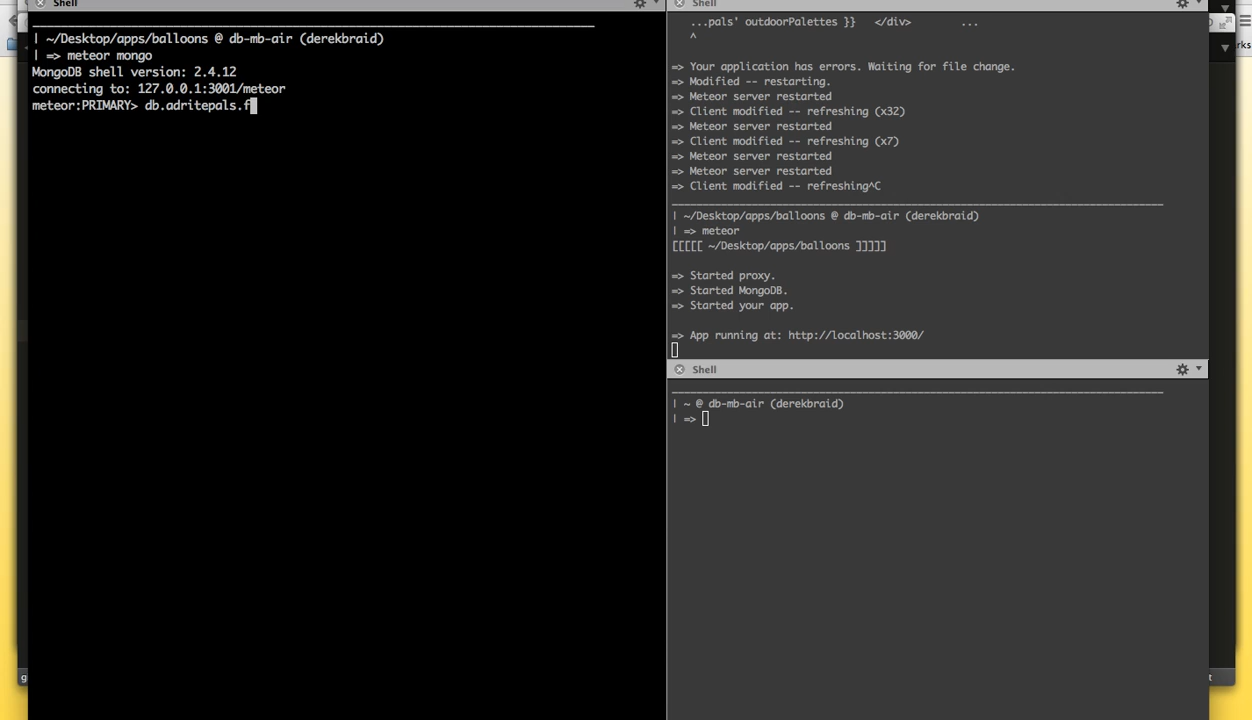 Shell
| ~/Desktop/apps/balloons @ db-mb-air (derekbraid)
| => meteor mongo
MongoDB shell version: 2.4.12
connecting to: 127.0.0.1:3001/meteor
meteor:PRIMARY> db.adritepals.f
Shell
...pals' outdoorPalettes }}   </div>      ...
^
=> Your application has errors. Waiting for file change.
=> Modified -- restarting.
=> Meteor server restarted
=> Client modified -- refreshing (x32)
=> Meteor server restarted
=> Client modified -- refreshing (x7)
=> Meteor server restarted
=> Meteor server restarted
=> Client modified -- refreshing^C
| ~/Desktop/apps/balloons @ db-mb-air (derekbraid)
| => meteor
[[[[[ ~/Desktop/apps/balloons ]]]]]
=> Started proxy.
=> Started MongoDB.
=> Started your app.
=> App running at: http://localhost:3000/
Shell
| ~ @ db-mb-air (derekbraid)
| =>